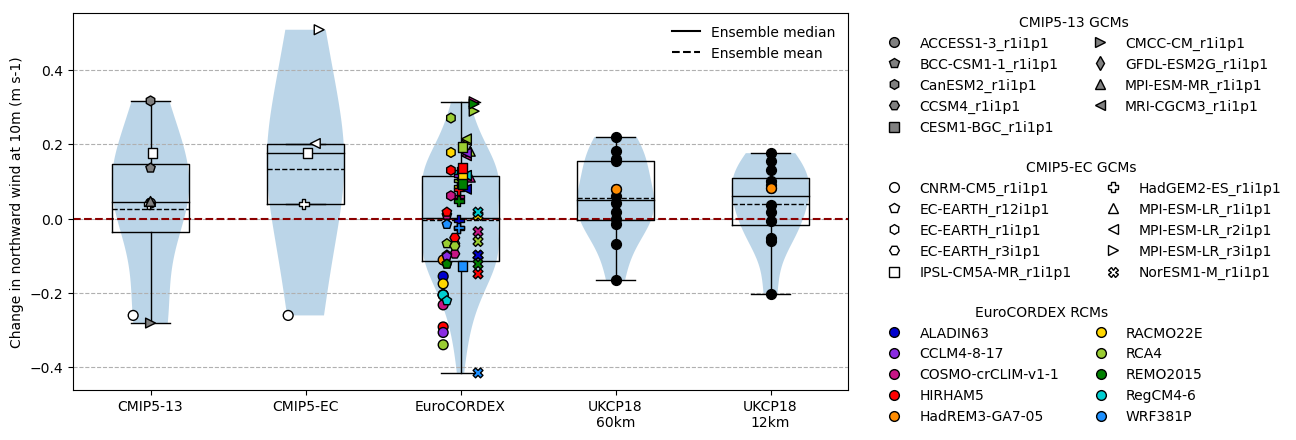 Change in northward wind at 10m (m s-1)
0.4
0.2
0.0
−0.2
−0.4
Ensemble median
Ensemble mean
CMIP5-13
CMIP5-EC
EuroCORDEX
UKCP18
60km
UKCP18
12km
CMIP5-13 GCMs
ACCESS1-3_r1i1p1
BCC-CSM1-1_r1i1p1
CanESM2_r1i1p1
CCSM4_r1i1p1
CESM1-BGC_r1i1p1
CMCC-CM_r1i1p1
GFDL-ESM2G_r1i1p1
MPI-ESM-MR_r1i1p1
MRI-CGCM3_r1i1p1
CMIP5-EC GCMs
CNRM-CM5_r1i1p1
EC-EARTH_r12i1p1
EC-EARTH_r1i1p1
EC-EARTH_r3i1p1
IPSL-CM5A-MR_r1i1p1
HadGEM2-ES_r1i1p1
MPI-ESM-LR_r1i1p1
MPI-ESM-LR_r2i1p1
MPI-ESM-LR_r3i1p1
NorESM1-M_r1i1p1
EuroCORDEX RCMs
ALADIN63
CCLM4-8-17
COSMO-crCLIM-v1-1
HIRHAM5
HadREM3-GA7-05
RACMO22E
RCA4
REMO2015
RegCM4-6
WRF381P